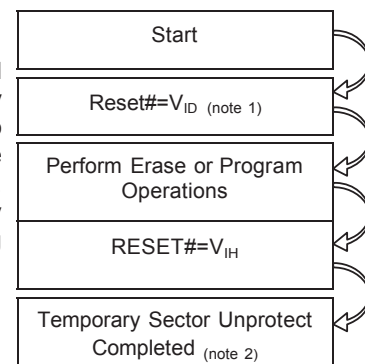 Start
Reset#=VID (note 1)
Perform Erase or Program
Operations
RESET#=VIH
Temporary Sector Unprotect
Completed (note 2)